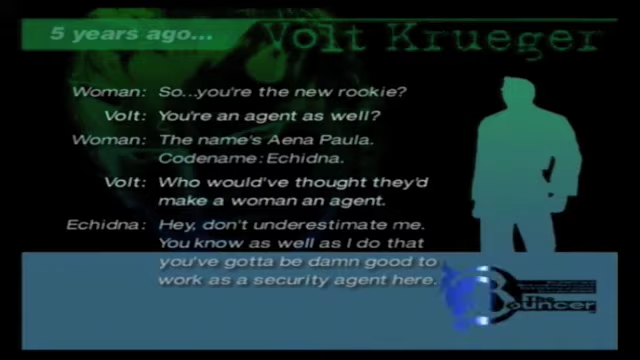 5 years ago...
Volt Krueger
Woman: So...you're the new rookie?
Volt: You're an agent as well?
Woman: The name's Aena Paula.
Codename: Echidna.
Volt: Who would've thought they'd
make a woman an agent.
Echidna: Hey, don't underestimate me.
You know as well as I do that
you've gotta be damn good to
work as a security agent here.
The
Bouncer